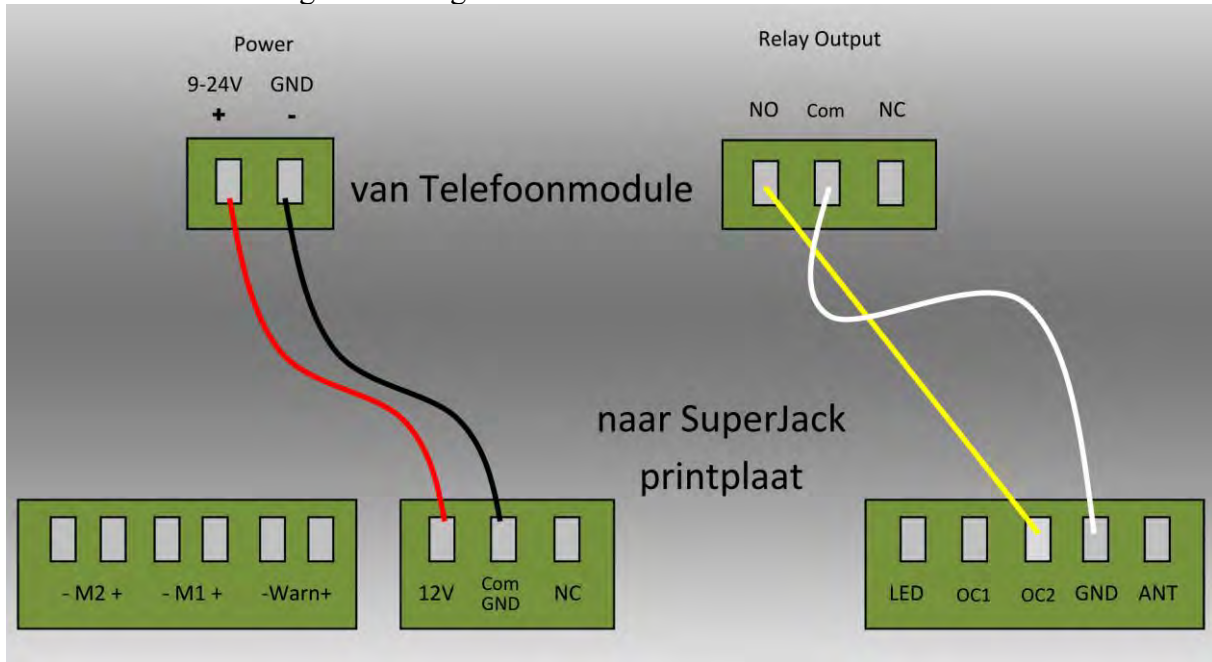 Power
Relay Output
9-24V GND
+ -
NO Com NC
van Telefoonmodule
naar SuperJack
printplaat
- M2 + - M1 + -Warn+
12V Com GND NC
LED OC1 OC2 GND ANT